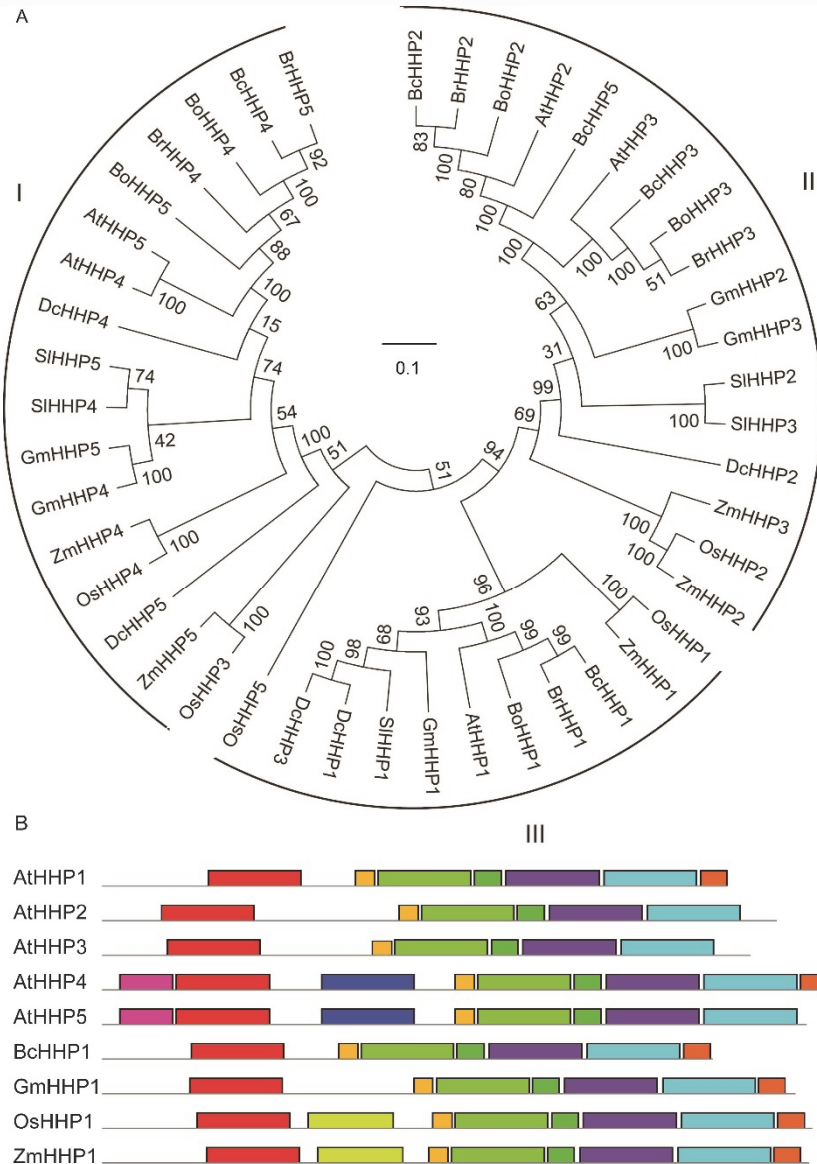 A
BcHHP2
BrHHP2
BoHHP2
AtHHP2
BcHHP5
AtHHP3
BcHHP3
BoHHP3
BrHHP3
GmHHP2
GmHHP3
SlHHP2
SlHHP3
DcHHP2
ZmHHP3
OsHHP2
ZmHHP2
OsHHP1
ZmHHP1
BcHHP1
BrHHP1
BoHHP1
AtHHP1
GmHHP1
SlHHP1
DcHHP1
DcHHP3
OsHHP5
OsHHP3
ZmHHP5
DcHHP5
OsHHP4
ZmHHP4
GmHHP4
GmHHP5
SlHHP4
SlHHP5
DcHHP4
AtHHP4
AtHHP5
BoHHP5
BrHHP4
BoHHP4
BcHHP4
BrHHP5
I
II
III
83
100
80
100
100
100
100
51
63
100
31
100
99
69
100
100
94
51
96
100
93
100
99
99
68
98
100
51
100
100
54
100
74
42
100
74
15
100
100
88
67
100
92
0.1
B
AtHHP1
AtHHP2
AtHHP3
AtHHP4
AtHHP5
BcHHP1
GmHHP1
OsHHP1
ZmHHP1